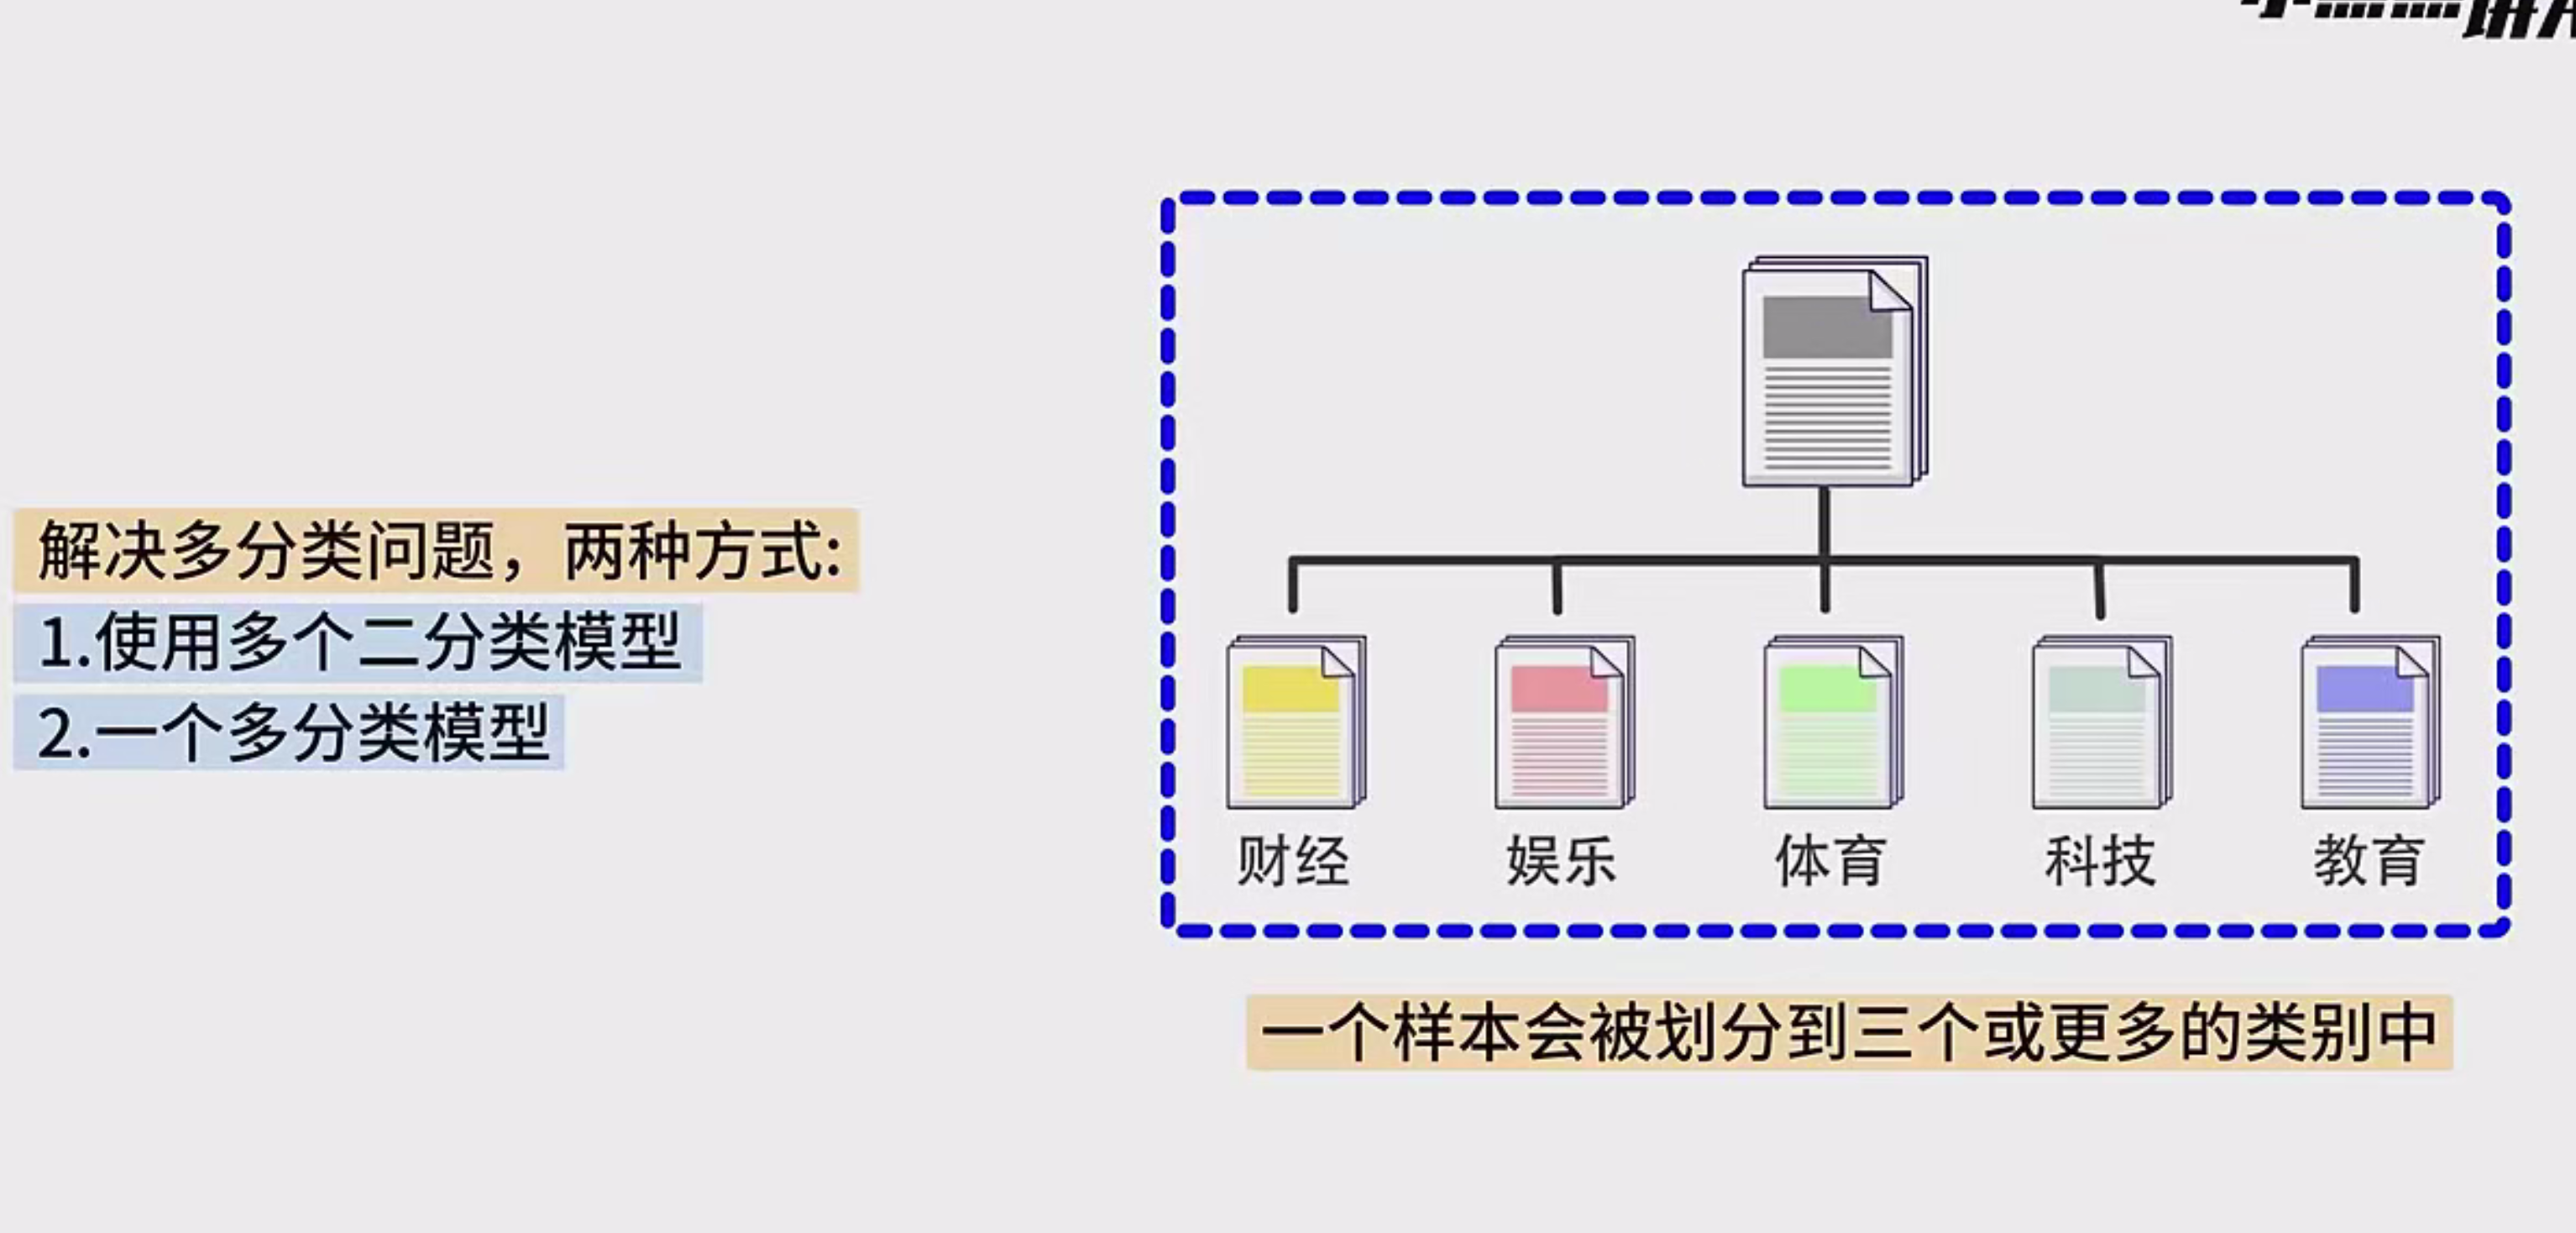 解决多分类问题，两种方式:
1.使用多个二分类模型
2.一个多分类模型
财经 娱乐 体育 科技 教育
一个样本会被划分到三个或更多的类别中